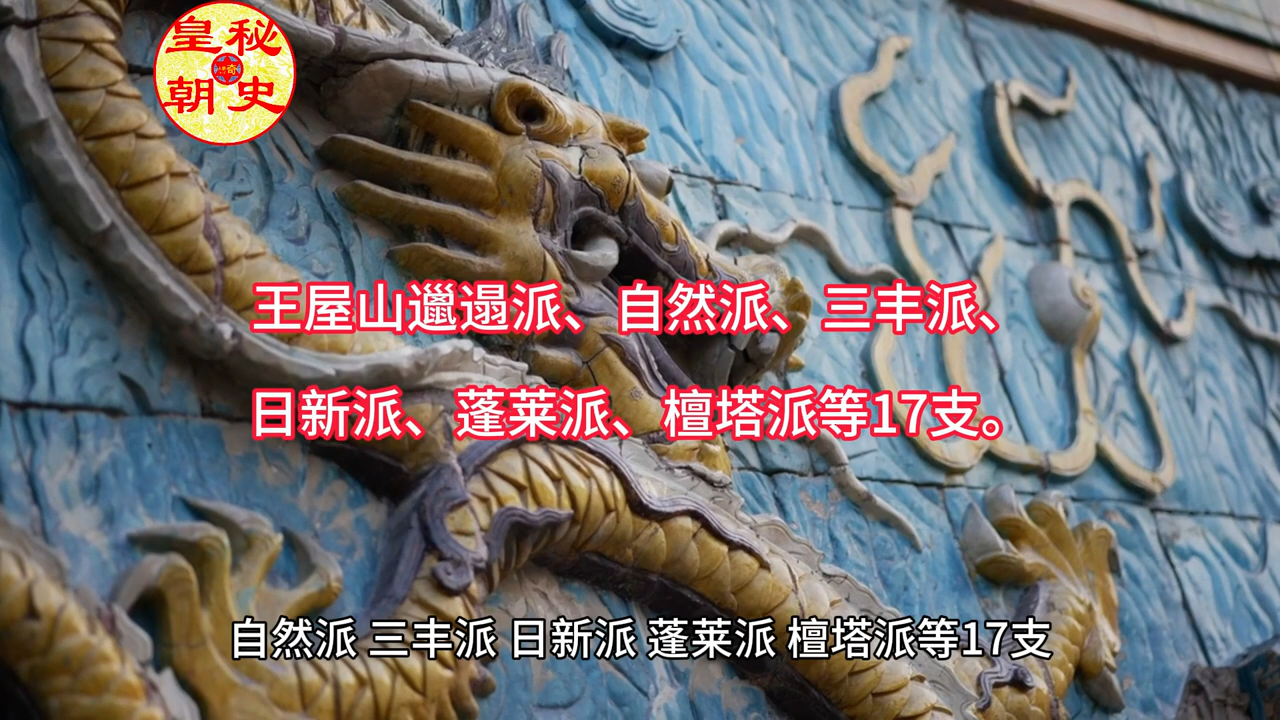 皇秘
朝史
王屋山邋遢派、自然派、三丰派、
日新派、蓬莱派、檀塔派等17支。
自然派 三丰派 日新派 蓬莱派 檀塔派等17支